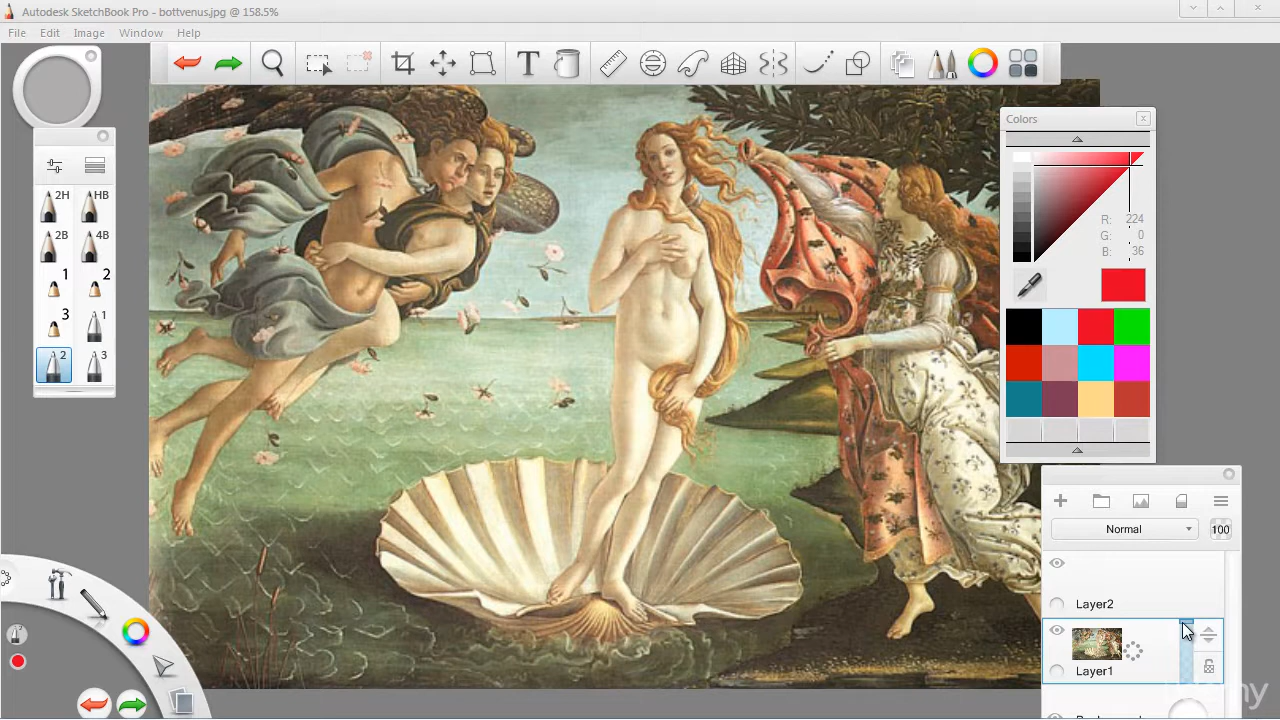 Autodesk SketchBook Pro - bottvenus.jpg @ 158.5%
File Edit Image Window Help
T
Colors
2H HB
2B 4B
1 2
3 1
2 3
R: 224
G: 0
B: 36
Normal 100
Layer2
Layer1